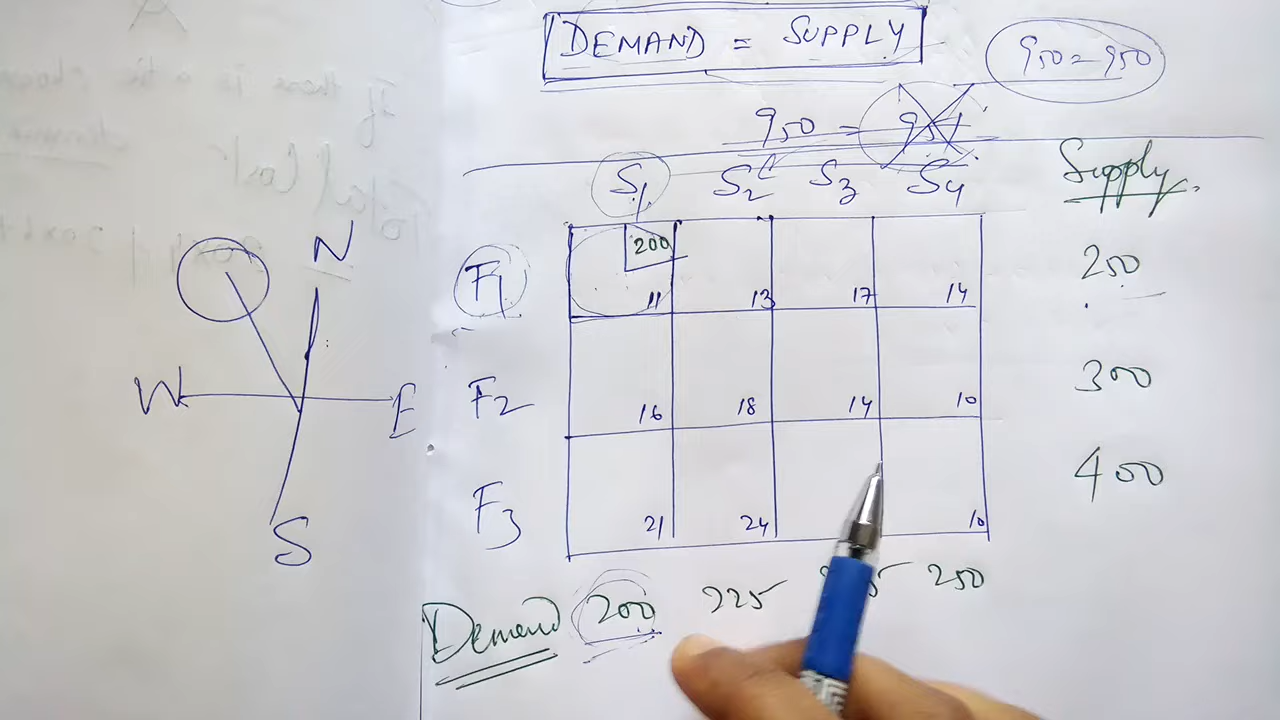 DEMAND = SUPPLY
950 = 950
950 = 951
S1 S2 S3 S4 Supply
F1 200 11 13 17 14 250
F2 16 18 14 10 300
F3 21 24 10 400
Demand 200 225 250
N
W E
S